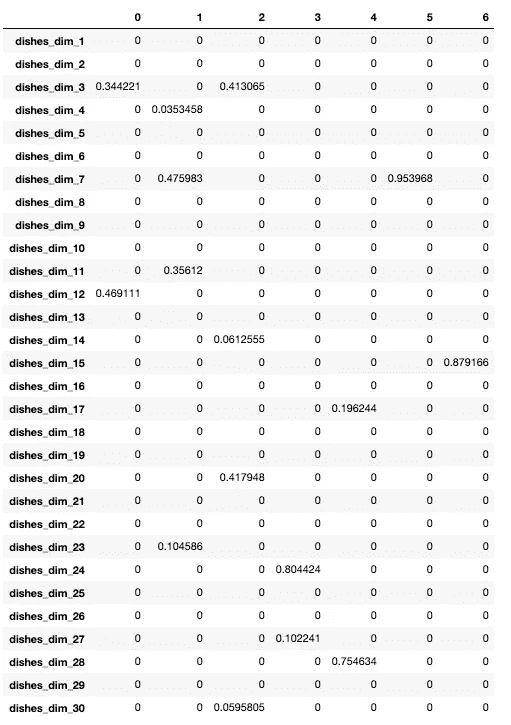 0 1 2 3 4 5 6
dishes_dim_1 0 0 0 0 0 0 0
dishes_dim_2 0 0 0 0 0 0 0
dishes_dim_3 0.344221 0 0.413065 0 0 0 0
dishes_dim_4 0 0.0353458 0 0 0 0 0
dishes_dim_5 0 0 0 0 0 0 0
dishes_dim_6 0 0 0 0 0 0 0
dishes_dim_7 0 0.475983 0 0 0 0.953968 0
dishes_dim_8 0 0 0 0 0 0 0
dishes_dim_9 0 0 0 0 0 0 0
dishes_dim_10 0 0 0 0 0 0 0
dishes_dim_11 0 0.35612 0 0 0 0 0
dishes_dim_12 0.469111 0 0 0 0 0 0
dishes_dim_13 0 0 0 0 0 0 0
dishes_dim_14 0 0 0.0612555 0 0 0 0
dishes_dim_15 0 0 0 0 0 0 0.879166
dishes_dim_16 0 0 0 0 0 0 0
dishes_dim_17 0 0 0 0 0.196244 0 0
dishes_dim_18 0 0 0 0 0 0 0
dishes_dim_19 0 0 0 0 0 0 0
dishes_dim_20 0 0 0.417948 0 0 0 0
dishes_dim_21 0 0 0 0 0 0 0
dishes_dim_22 0 0 0 0 0 0 0
dishes_dim_23 0 0.104586 0 0 0 0 0
dishes_dim_24 0 0 0 0.804424 0 0 0
dishes_dim_25 0 0 0 0 0 0 0
dishes_dim_26 0 0 0 0 0 0 0
dishes_dim_27 0 0 0 0.102241 0 0 0
dishes_dim_28 0 0 0 0 0.754634 0 0
dishes_dim_29 0 0 0 0 0 0 0
dishes_dim_30 0 0 0.0595805 0 0 0 0